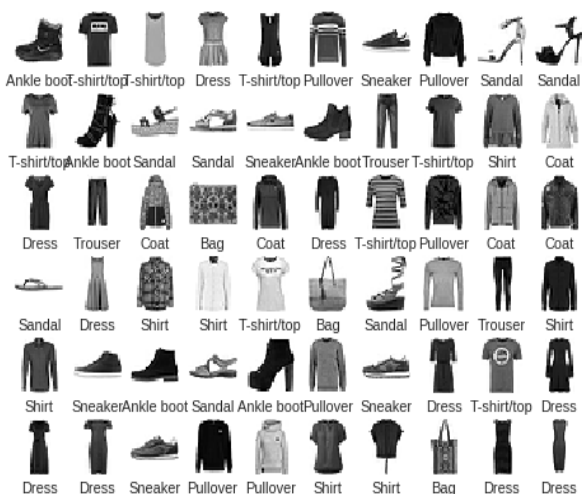 Ankle boot T-shirt/top T-shirt/top Dress T-shirt/top Pullover Sneaker Pullover Sandal Sandal
T-shirt/top Ankle boot Sandal Sandal Sneaker Ankle boot Trouser T-shirt/top Shirt Coat
Dress Trouser Coat Bag Coat Dress T-shirt/top Pullover Coat Coat
Sandal Dress Shirt Shirt T-shirt/top Bag Sandal Pullover Trouser Shirt
Shirt Sneaker Ankle boot Sandal Ankle boot Pullover Sneaker Dress T-shirt/top Dress
Dress Dress Sneaker Pullover Pullover Shirt Shirt Bag Dress Dress